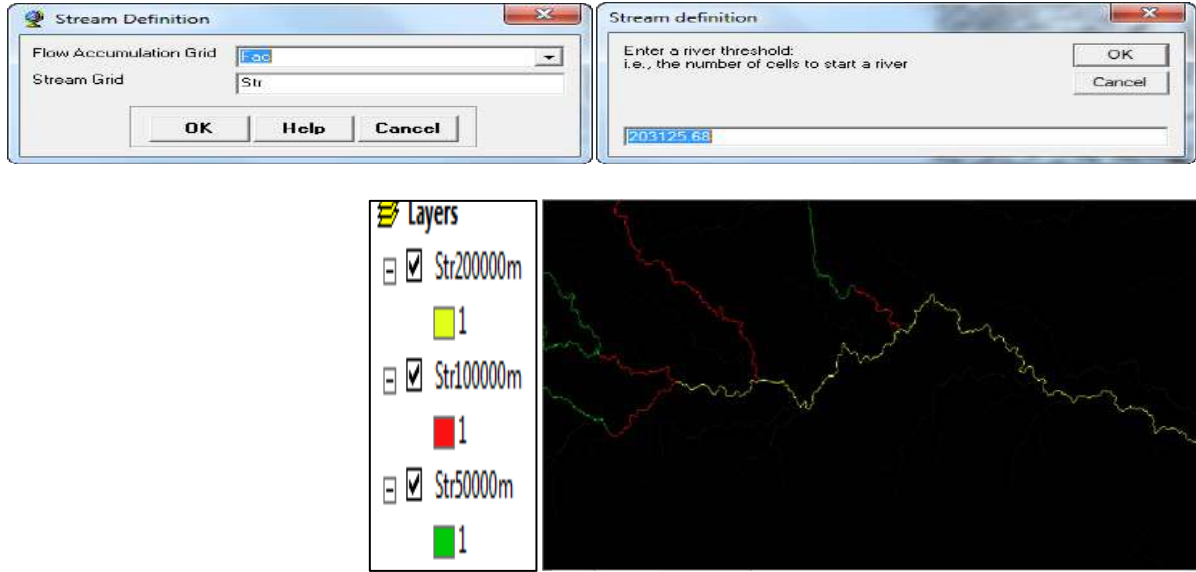 Stream Definition
Flow Accumulation Grid
Fac
Stream Grid
Str
OK
Help
Cancel
Stream definition
Enter a river threshold:
i.e., the number of cells to start a river
OK
Cancel
203125.68
Layers
Str200000m
1
Str100000m
1
Str50000m
1